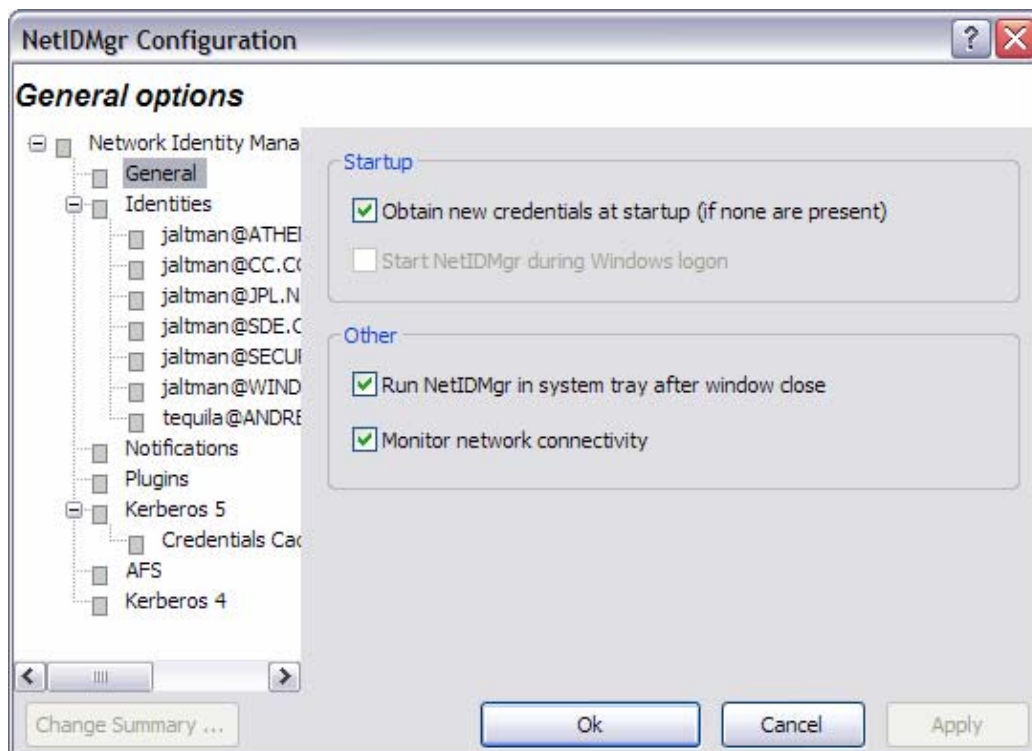 NetIDMgr Configuration
General options
Network Identity Mana
General
Identities
jaltman@ATHE
jaltman@CC.CO
jaltman@JPL.N
jaltman@SDE.C
jaltman@SECU
jaltman@WIND
tequila@ANDRE
Notifications
Plugins
Kerberos 5
Credentials Cac
AFS
Kerberos 4
Startup
Obtain new credentials at startup (if none are present)
Start NetIDMgr during Windows logon
Other
Run NetIDMgr in system tray after window close
Monitor network connectivity
Change Summary ...
Ok
Cancel
Apply